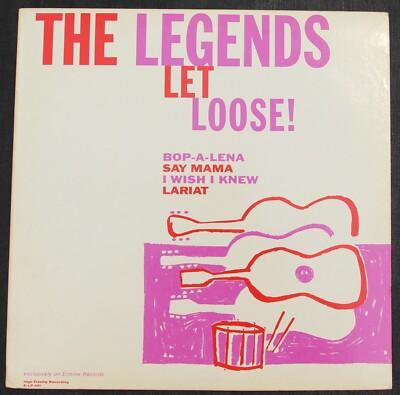 THE LEGENDS
LET
LOOSE!
BOP-A-LENA
SAY MAMA
I WISH I KNEW
LARIAT
exclusively on Ermine Records
High Fidelity Recording